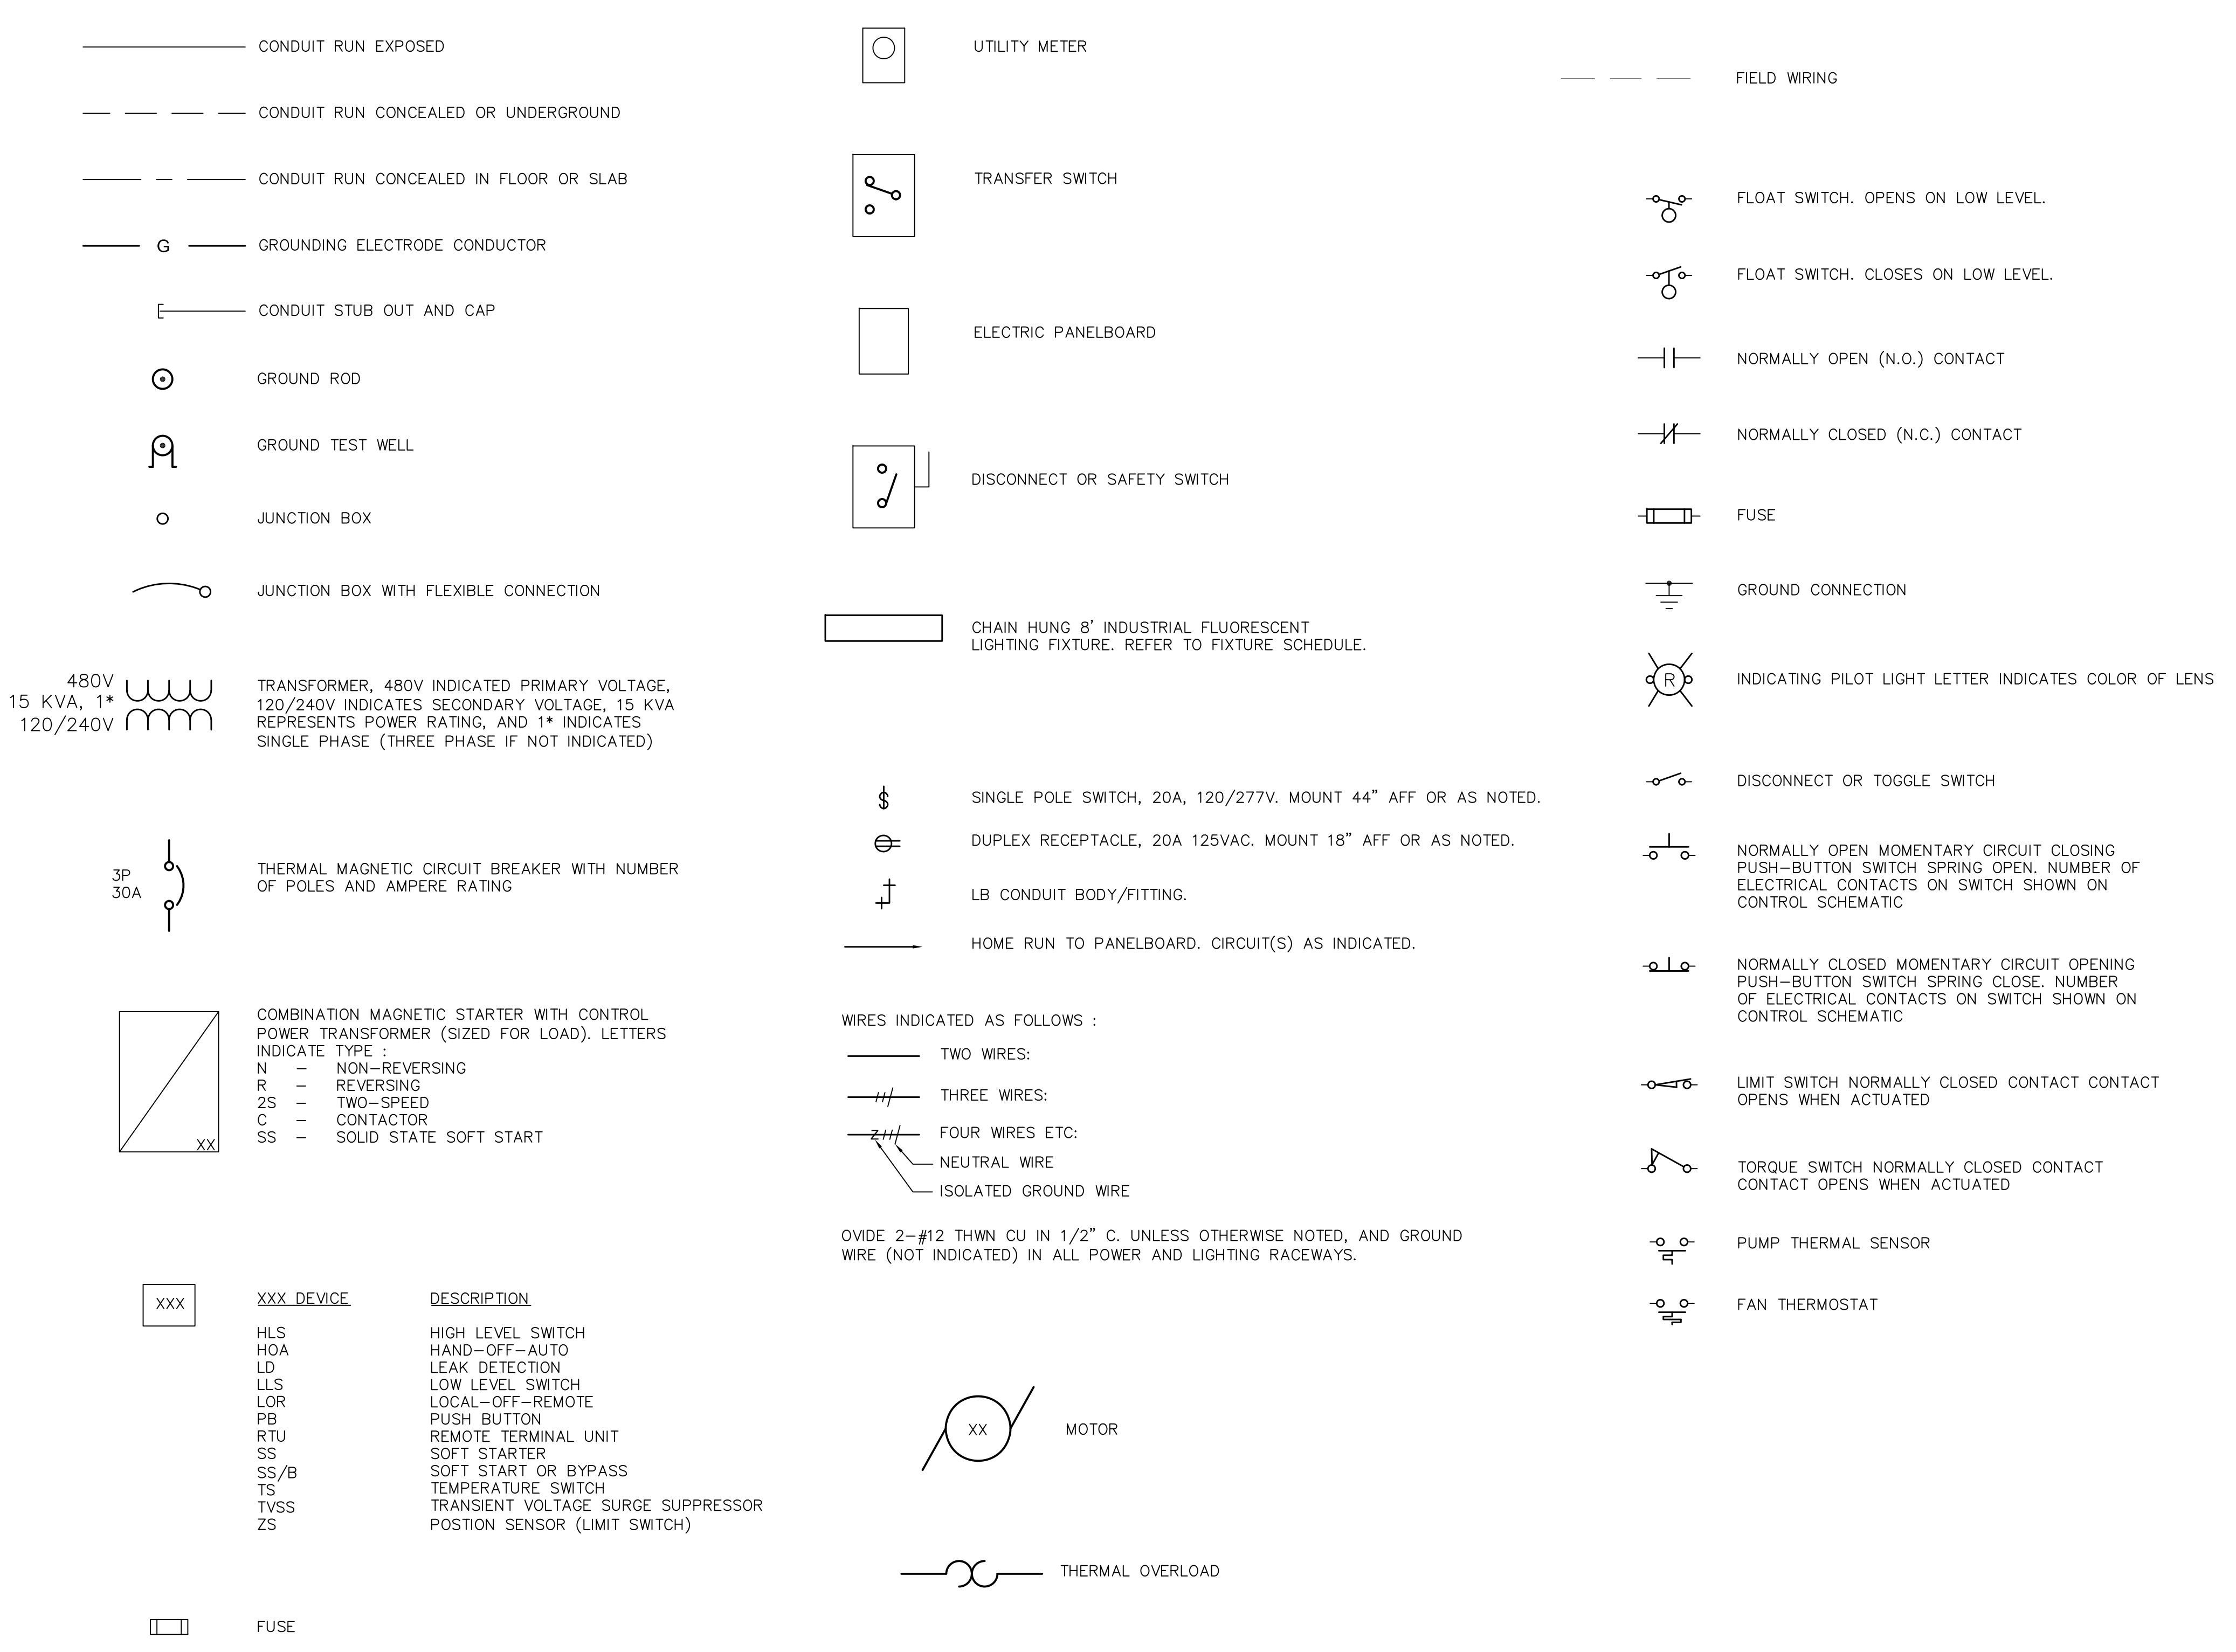 CONDUIT RUN EXPOSED
CONDUIT RUN CONCEALED OR UNDERGROUND
CONDUIT RUN CONCEALED IN FLOOR OR SLAB
G GROUNDING ELECTRODE CONDUCTOR
CONDUIT STUB OUT AND CAP
GROUND ROD
GROUND TEST WELL
JUNCTION BOX
JUNCTION BOX WITH FLEXIBLE CONNECTION
480V
15 KVA, 1*
120/240V
TRANSFORMER, 480V INDICATED PRIMARY VOLTAGE,
120/240V INDICATES SECONDARY VOLTAGE, 15 KVA
REPRESENTS POWER RATING, AND 1* INDICATES
SINGLE PHASE (THREE PHASE IF NOT INDICATED)
3P
30A
THERMAL MAGNETIC CIRCUIT BREAKER WITH NUMBER
OF POLES AND AMPERE RATING
XX
COMBINATION MAGNETIC STARTER WITH CONTROL
POWER TRANSFORMER (SIZED FOR LOAD). LETTERS
INDICATE TYPE :
N – NON–REVERSING
R – REVERSING
2S – TWO–SPEED
C – CONTACTOR
SS – SOLID STATE SOFT START
XXX
XXX DEVICE DESCRIPTION
HLS HIGH LEVEL SWITCH
HOA HAND–OFF–AUTO
LD LEAK DETECTION
LLS LOW LEVEL SWITCH
LOR LOCAL–OFF–REMOTE
PB PUSH BUTTON
RTU REMOTE TERMINAL UNIT
SS SOFT STARTER
SS/B SOFT START OR BYPASS
TS TEMPERATURE SWITCH
TVSS TRANSIENT VOLTAGE SURGE SUPPRESSOR
ZS POSTION SENSOR (LIMIT SWITCH)
FUSE
UTILITY METER
TRANSFER SWITCH
ELECTRIC PANELBOARD
DISCONNECT OR SAFETY SWITCH
CHAIN HUNG 8' INDUSTRIAL FLUORESCENT
LIGHTING FIXTURE. REFER TO FIXTURE SCHEDULE.
$ SINGLE POLE SWITCH, 20A, 120/277V. MOUNT 44” AFF OR AS NOTED.
DUPLEX RECEPTACLE, 20A 125VAC. MOUNT 18” AFF OR AS NOTED.
LB CONDUIT BODY/FITTING.
HOME RUN TO PANELBOARD. CIRCUIT(S) AS INDICATED.
WIRES INDICATED AS FOLLOWS :
TWO WIRES:
THREE WIRES:
Z FOUR WIRES ETC:
NEUTRAL WIRE
ISOLATED GROUND WIRE
OVIDE 2–#12 THWN CU IN 1/2” C. UNLESS OTHERWISE NOTED, AND GROUND
WIRE (NOT INDICATED) IN ALL POWER AND LIGHTING RACEWAYS.
XX MOTOR
THERMAL OVERLOAD
FIELD WIRING
FLOAT SWITCH. OPENS ON LOW LEVEL.
FLOAT SWITCH. CLOSES ON LOW LEVEL.
NORMALLY OPEN (N.O.) CONTACT
NORMALLY CLOSED (N.C.) CONTACT
FUSE
GROUND CONNECTION
R INDICATING PILOT LIGHT LETTER INDICATES COLOR OF LENS
DISCONNECT OR TOGGLE SWITCH
NORMALLY OPEN MOMENTARY CIRCUIT CLOSING
PUSH–BUTTON SWITCH SPRING OPEN. NUMBER OF
ELECTRICAL CONTACTS ON SWITCH SHOWN ON
CONTROL SCHEMATIC
NORMALLY CLOSED MOMENTARY CIRCUIT OPENING
PUSH–BUTTON SWITCH SPRING CLOSE. NUMBER
OF ELECTRICAL CONTACTS ON SWITCH SHOWN ON
CONTROL SCHEMATIC
LIMIT SWITCH NORMALLY CLOSED CONTACT CONTACT
OPENS WHEN ACTUATED
TORQUE SWITCH NORMALLY CLOSED CONTACT
CONTACT OPENS WHEN ACTUATED
PUMP THERMAL SENSOR
FAN THERMOSTAT